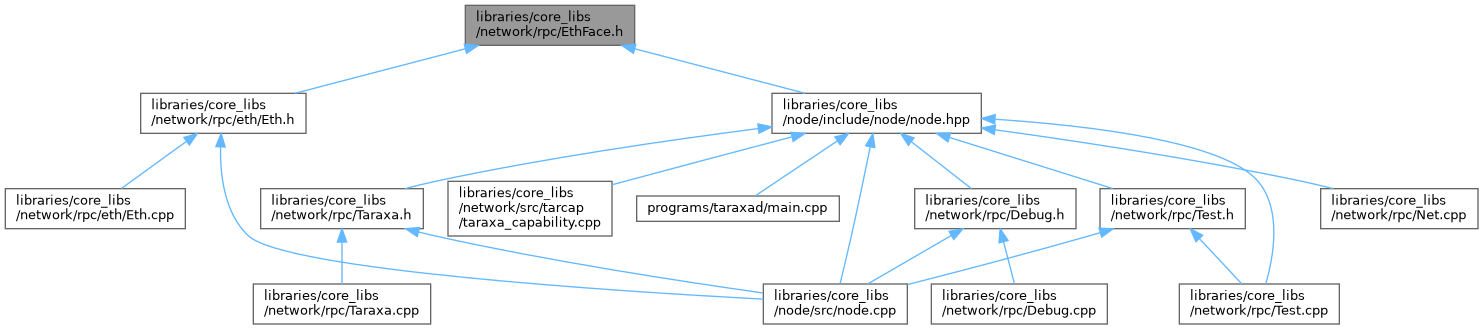 libraries/core_libs
/network/rpc/EthFace.h
libraries/core_libs
/network/rpc/eth/Eth.h
libraries/core_libs
/node/include/node/node.hpp
libraries/core_libs
/network/rpc/eth/Eth.cpp
libraries/core_libs
/network/rpc/Taraxa.h
libraries/core_libs
/network/src/tarcap
/taraxa_capability.cpp
programs/taraxad/main.cpp
libraries/core_libs
/network/rpc/Debug.h
libraries/core_libs
/network/rpc/Test.h
libraries/core_libs
/network/rpc/Net.cpp
libraries/core_libs
/network/rpc/Taraxa.cpp
libraries/core_libs
/node/src/node.cpp
libraries/core_libs
/network/rpc/Debug.cpp
libraries/core_libs
/network/rpc/Test.cpp